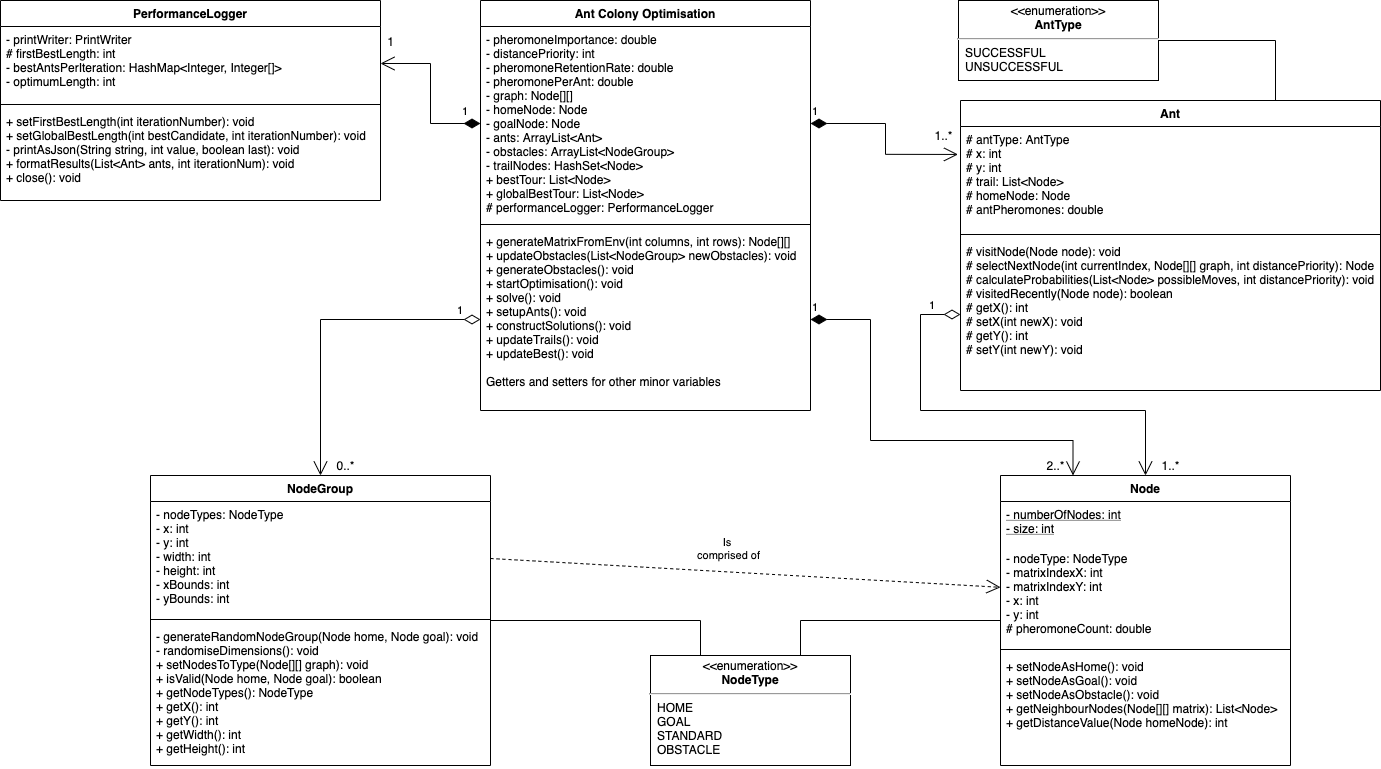 PerformanceLogger
- printWriter: PrintWriter
# firstBestLength: int
- bestAntsPerIteration: HashMap<Integer, Integer[]>
- optimumLength: int
+ setFirstBestLength(int iterationNumber): void
+ setGlobalBestLength(int bestCandidate, int iterationNumber): void
- printAsJson(String string, int value, boolean last): void
+ formatResults(List<Ant> ants, int iterationNum): void
+ close(): void
1
1
Ant Colony Optimisation
- pheromoneImportance: double
- distancePriority: int
- pheromoneRetentionRate: double
- pheromonePerAnt: double
- graph: Node[][]
- homeNode: Node
- goalNode: Node
- ants: ArrayList<Ant>
- obstacles: ArrayList<NodeGroup>
- trailNodes: HashSet<Node>
+ bestTour: List<Node>
+ globalBestTour: List<Node>
# performanceLogger: PerformanceLogger
+ generateMatrixFromEnv(int columns, int rows): Node[][]
+ updateObstacles(List<NodeGroup> newObstacles): void
+ generateObstacles(): void
+ startOptimisation(): void
+ solve(): void
+ setupAnts(): void
+ constructSolutions(): void
+ updateTrails(): void
+ updateBest(): void
Getters and setters for other minor variables
1
1..*
<<enumeration>>
AntType
SUCCESSFUL
UNSUCCESSFUL
Ant
# antType: AntType
# x: int
# y: int
# trail: List<Node>
# homeNode: Node
# antPheromones: double
# visitNode(Node node): void
# selectNextNode(int currentIndex, Node[][] graph, int distancePriority): Node
# calculateProbabilities(List<Node> possibleMoves, int distancePriority): void
# visitedRecently(Node node): boolean
# getX(): int
# setX(int newX): void
# getY(): int
# setY(int newY): void
1
1
1
0..*
2..*
1..*
NodeGroup
- nodeTypes: NodeType
- x: int
- y: int
- width: int
- height: int
- xBounds: int
- yBounds: int
- generateRandomNodeGroup(Node home, Node goal): void
- randomiseDimensions(): void
+ setNodesToType(Node[][] graph): void
+ isValid(Node home, Node goal): boolean
+ getNodeTypes(): NodeType
+ getX(): int
+ getY(): int
+ getWidth(): int
+ getHeight(): int
Is
comprised of
<<enumeration>>
NodeType
HOME
GOAL
STANDARD
OBSTACLE
Node
- numberOfNodes: int
- size: int
- nodeType: NodeType
- matrixIndexX: int
- matrixIndexY: int
- x: int
- y: int
# pheromoneCount: double
+ setNodeAsHome(): void
+ setNodeAsGoal(): void
+ setNodeAsObstacle(): void
+ getNeighbourNodes(Node[][] matrix): List<Node>
+ getDistanceValue(Node homeNode): int